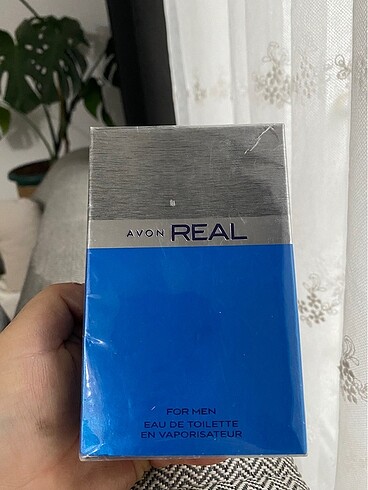 AVON REAL
FOR MEN
EAU DE TOILETTE
EN VAPORISATEUR